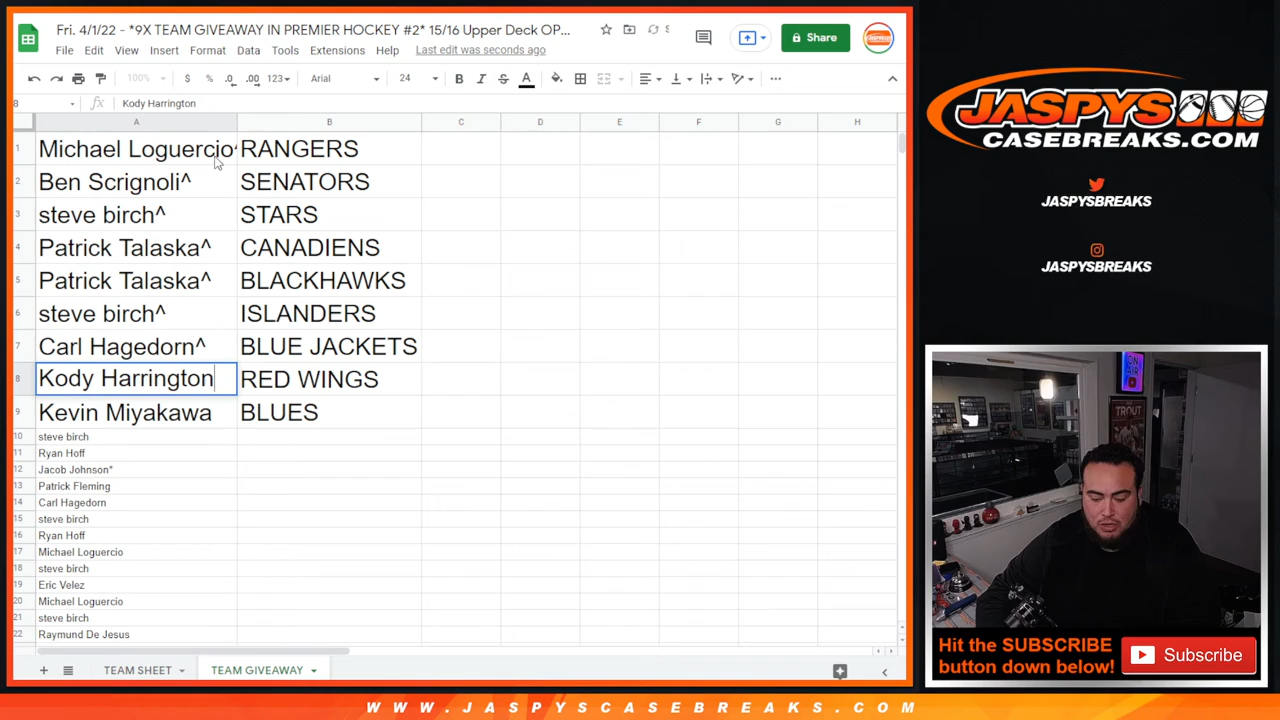 Fri. 4/1/22 - *9X TEAM GIVEAWAY IN PREMIER HOCKEY #2* 15/16 Upper Deck OP...
File Edit View Insert Format Data Tools Extensions Help Last edit was seconds ago
Share
100% $ % .0 .00 123 Arial 24 B I S A
8 fx Kody Harrington
A B C D E F G H
1 Michael Loguercio^ RANGERS
2 Ben Scrignoli^ SENATORS
3 steve birch^ STARS
4 Patrick Talaska^ CANADIENS
5 Patrick Talaska^ BLACKHAWKS
6 steve birch^ ISLANDERS
7 Carl Hagedorn^ BLUE JACKETS
8 Kody Harrington RED WINGS
9 Kevin Miyakawa BLUES
10 steve birch
11 Ryan Hoff
12 Jacob Johnson*
13 Patrick Fleming
14 Carl Hagedorn
15 steve birch
16 Ryan Hoff
17 Michael Loguercio
18 steve birch
19 Eric Velez
20 Michael Loguercio
21 steve birch
22 Raymund De Jesus
TEAM SHEET TEAM GIVEAWAY
JASPYS
CASEBREAKS.COM
JASPYSBREAKS
JASPYSBREAKS
ON AIR
TROUT
Hit the SUBSCRIBE
button down below!
Subscribe
WWW.JASPYSCASEBREAKS.COM